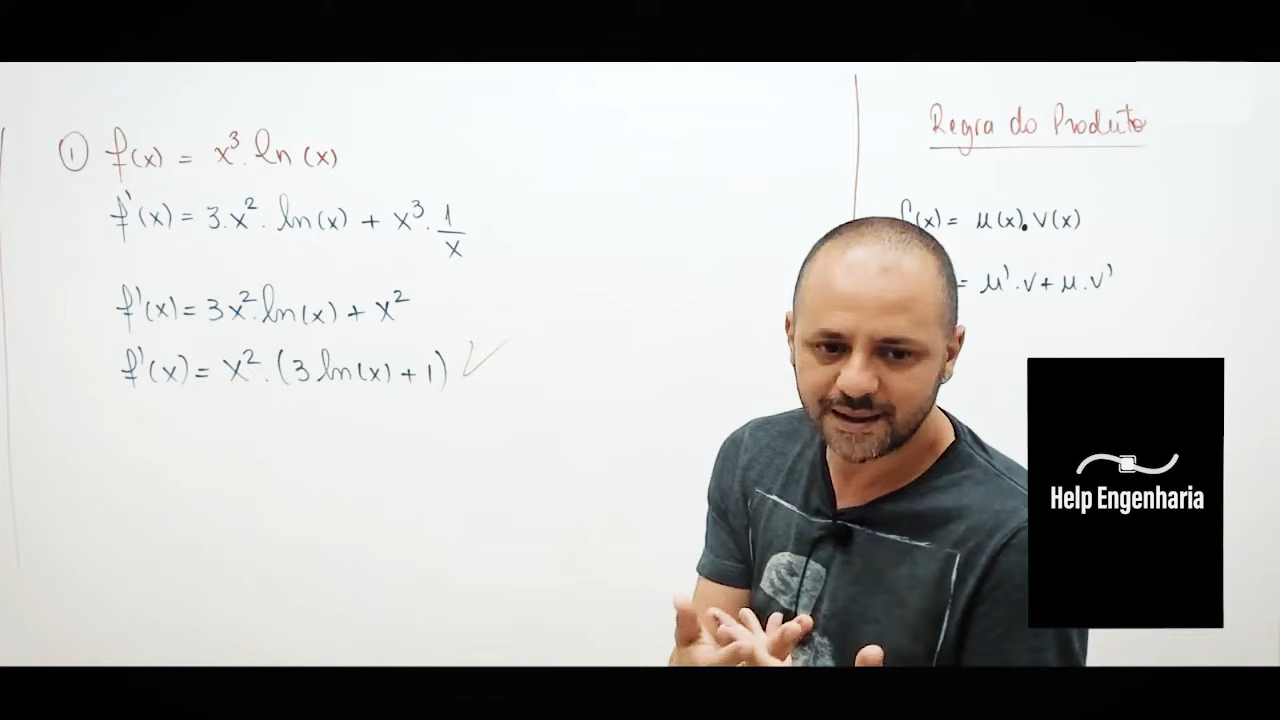 ① f(x) = x³. ln (x)
f'(x) = 3.x². ln(x) + x³. 1/x
f'(x) = 3x². ln(x) + x²
f'(x) = x². (3 ln(x) + 1)
Regra do Produto
f(x) = μ(x). V(x)
= μ'. V + μ. V'
Help Engenharia